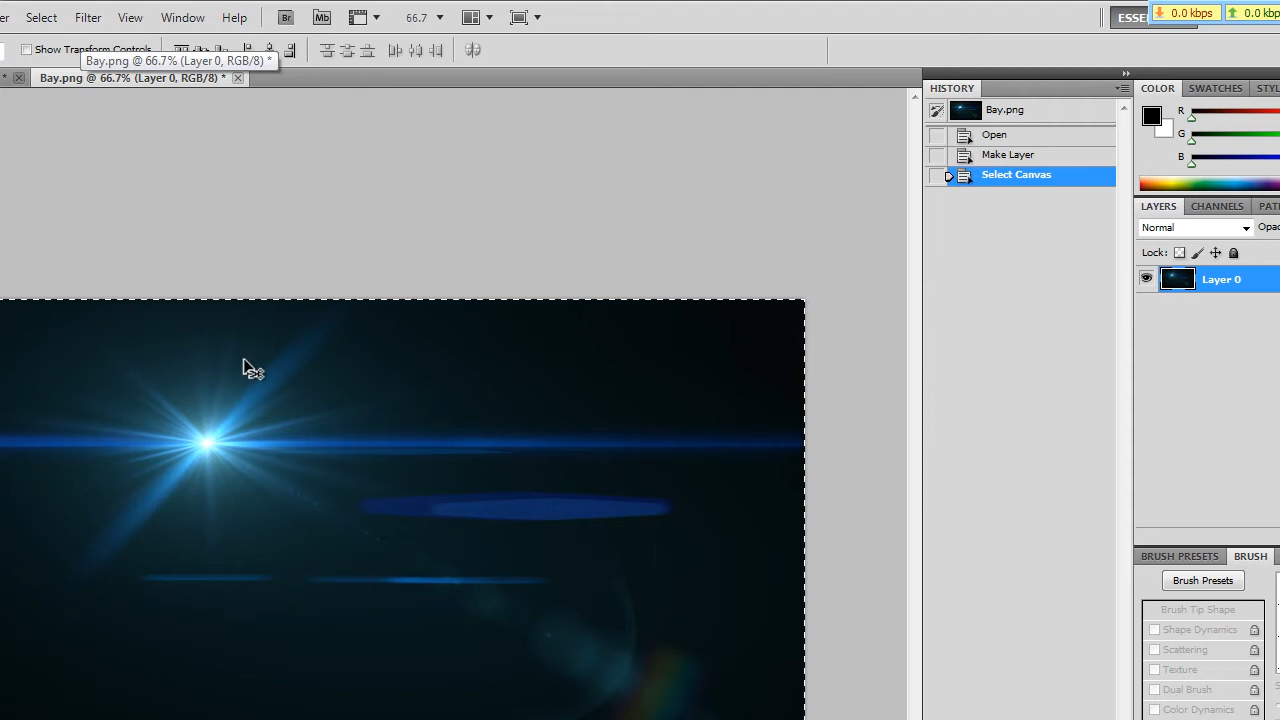 Select Filter View Window Help Br Mb 66.7 ESSE
0.0 kbps 0.0 kbps
Show Transform Controls
Bay.png @ 66.7% (Layer 0, RGB/8) *
* Bay.png @ 66.7% (Layer 0, RGB/8) *
HISTORY
Bay.png
Open
Make Layer
Select Canvas
COLOR SWATCHES STYL
R
G
B
LAYERS CHANNELS PAT
Normal Opac
Lock:
Layer 0
BRUSH PRESETS BRUSH
Brush Presets
Brush Tip Shape
Shape Dynamics
Scattering
Texture
Dual Brush
Color Dynamics